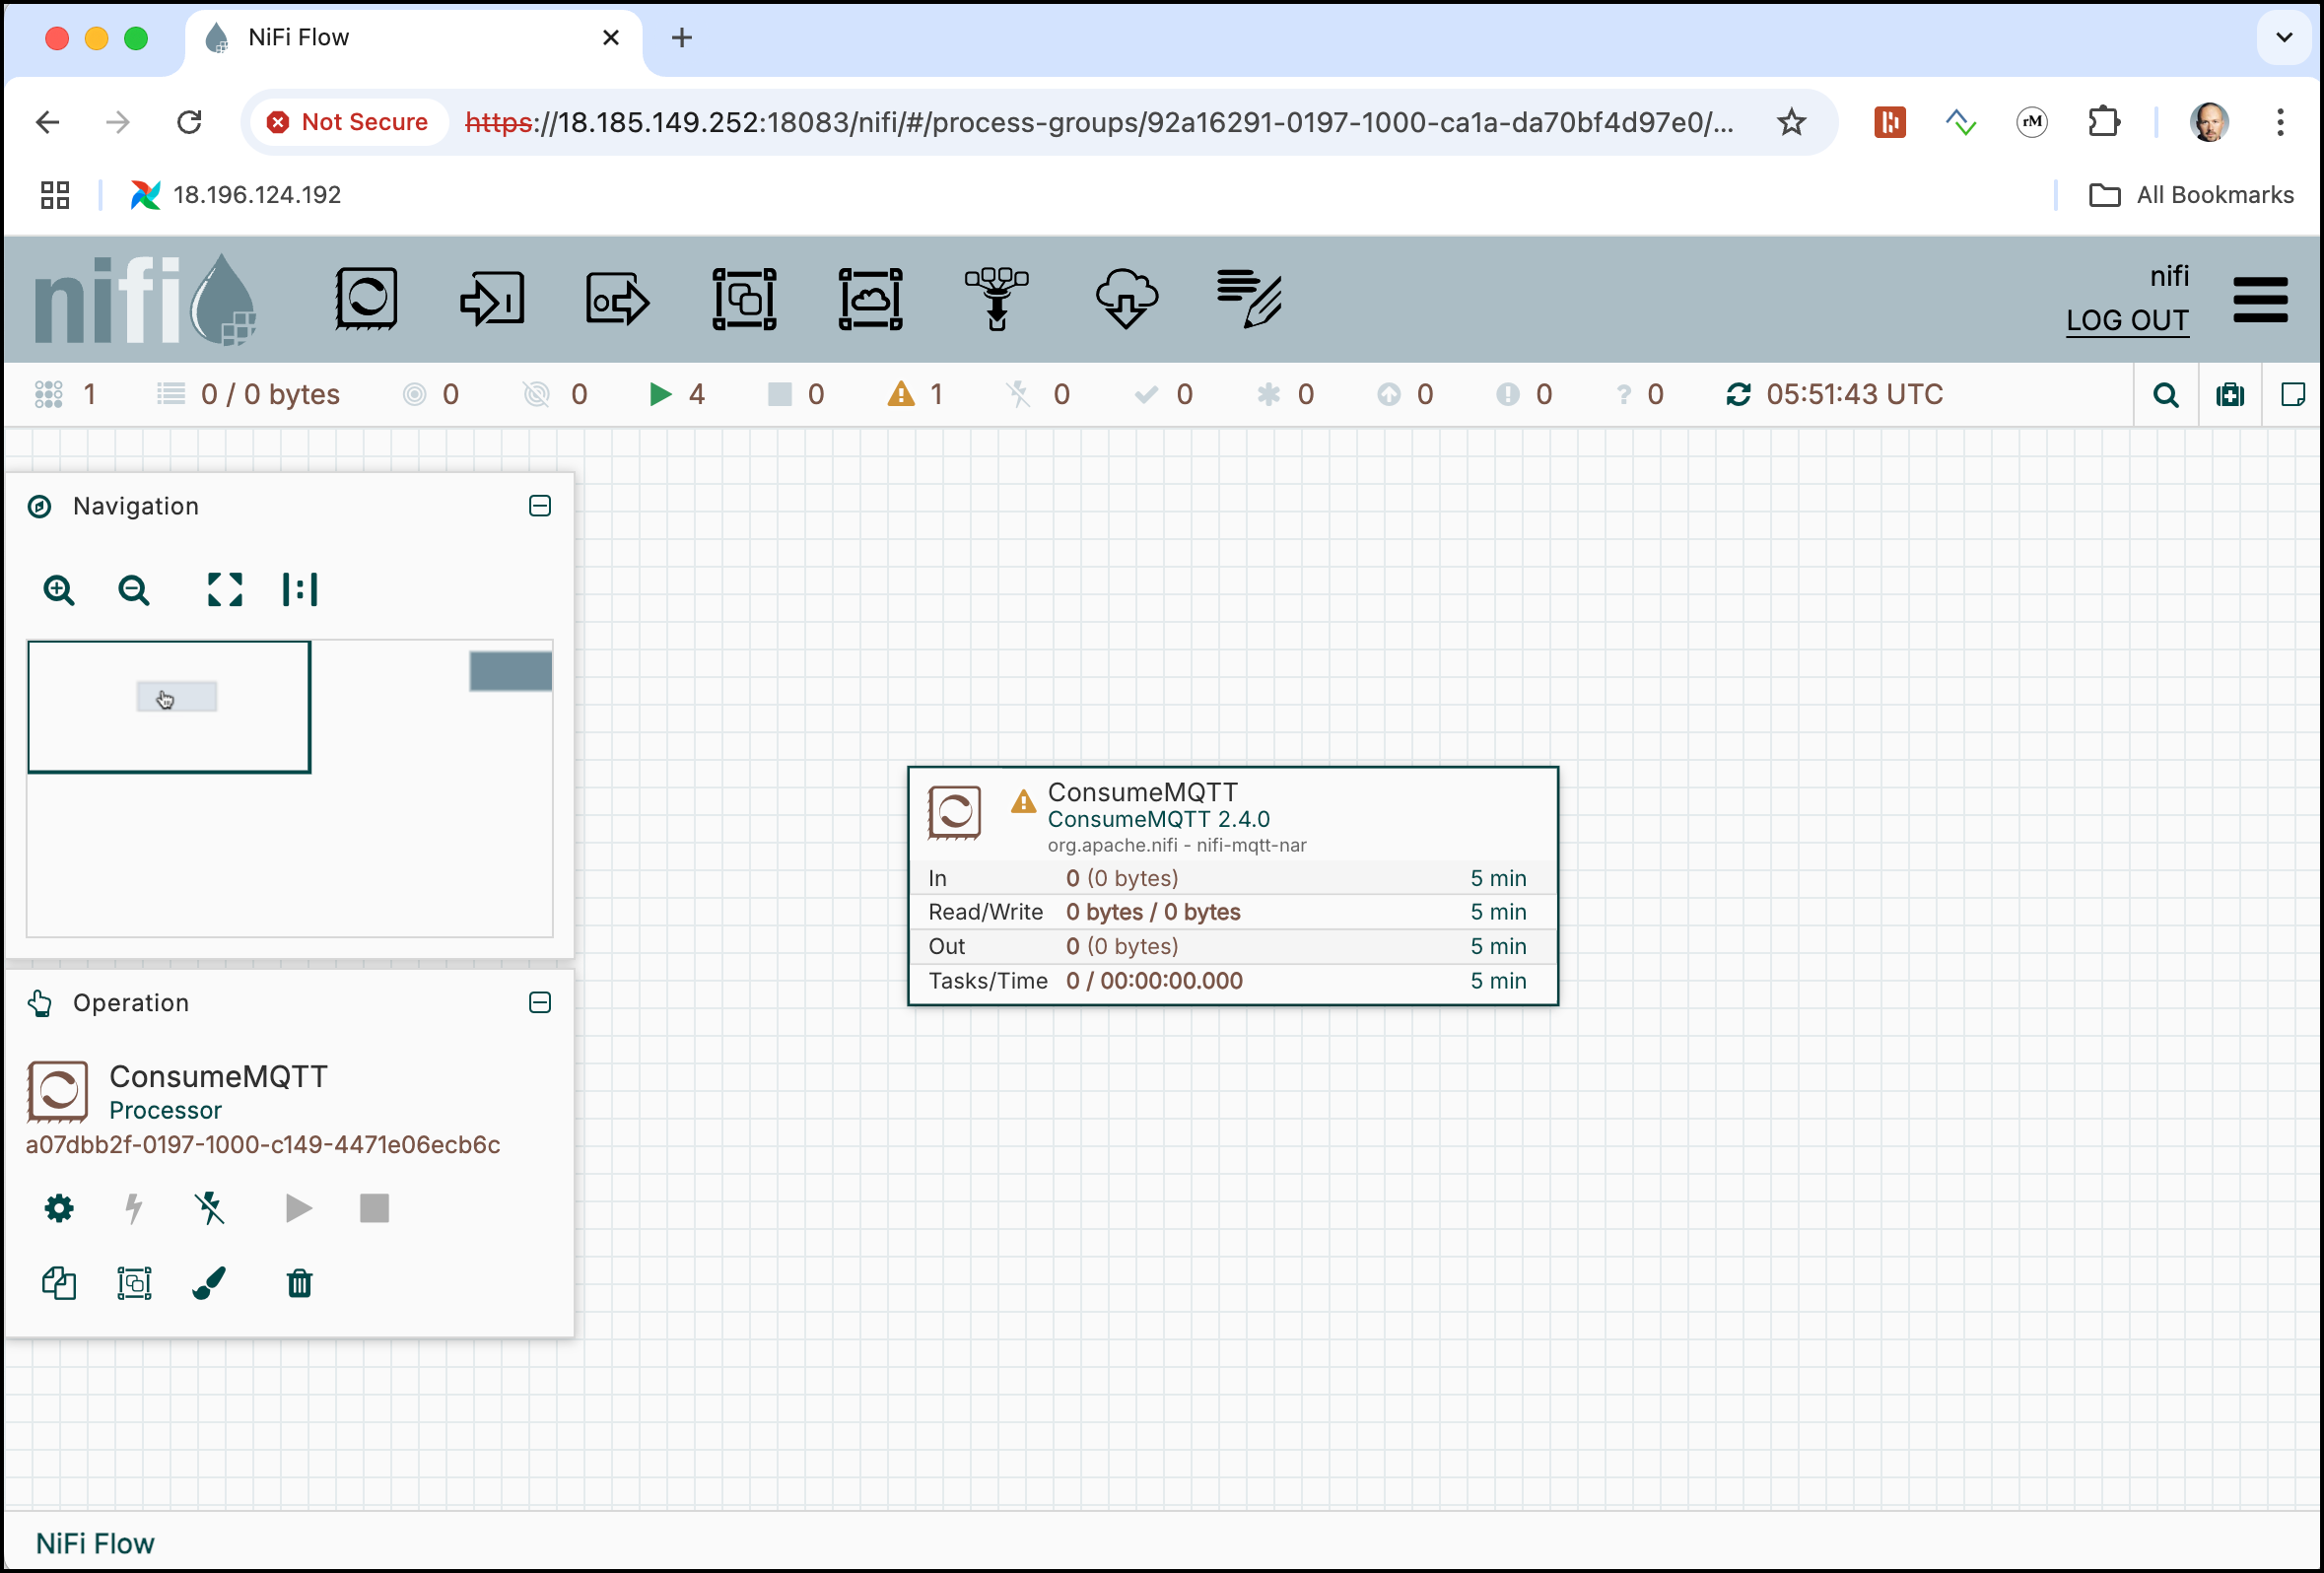 NiFi Flow
Not Secure https://18.185.149.252:18083/nifi/#/process-groups/92a16291-0197-1000-ca1a-da70bf4d97e0/...
rM
18.196.124.192
All Bookmarks
nifi
nifi
LOG OUT
1 0 / 0 bytes 0 0 4 0 1 0 0 0 0 0 ? 0 05:51:43 UTC
Navigation
ConsumeMQTT
ConsumeMQTT 2.4.0
org.apache.nifi - nifi-mqtt-nar
In 0 (0 bytes) 5 min
Read/Write 0 bytes / 0 bytes 5 min
Out 0 (0 bytes) 5 min
Tasks/Time 0 / 00:00:00.000 5 min
Operation
ConsumeMQTT
Processor
a07dbb2f-0197-1000-c149-4471e06ecb6c
NiFi Flow